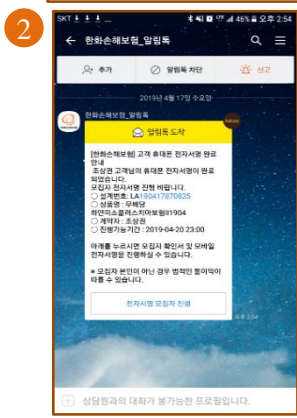 2
SKT
46% 오후 2:54
한화손해보험_알림톡
추가
알림톡 차단
신고
2019년 4월 17일 수요일
한화손해보험_알림톡
알림톡 도착
[한화손해보험] 고객 휴대폰 전자서명 완료
안내
조상권 고객님의 휴대폰 전자서명이 완료
되었습니다.
모집자 전자서명 진행 바랍니다.
○ 설계번호: LA190417870825
○ 상품명 : 무배당
하얀미소플러스치아보험II1904
○ 계약자 : 조상권
○ 진행가능기간 : 2019-04-20 23:00
아래를 누르시면 모집자 확인서 및 모바일
전자서명을 진행하실 수 있습니다.
※ 모집자 본인이 아닌 경우 법적인 불이익이
따를 수 있습니다.
전자서명 모집자 진행
오후 2:54
상담원과의 대화가 불가능한 프로필입니다.